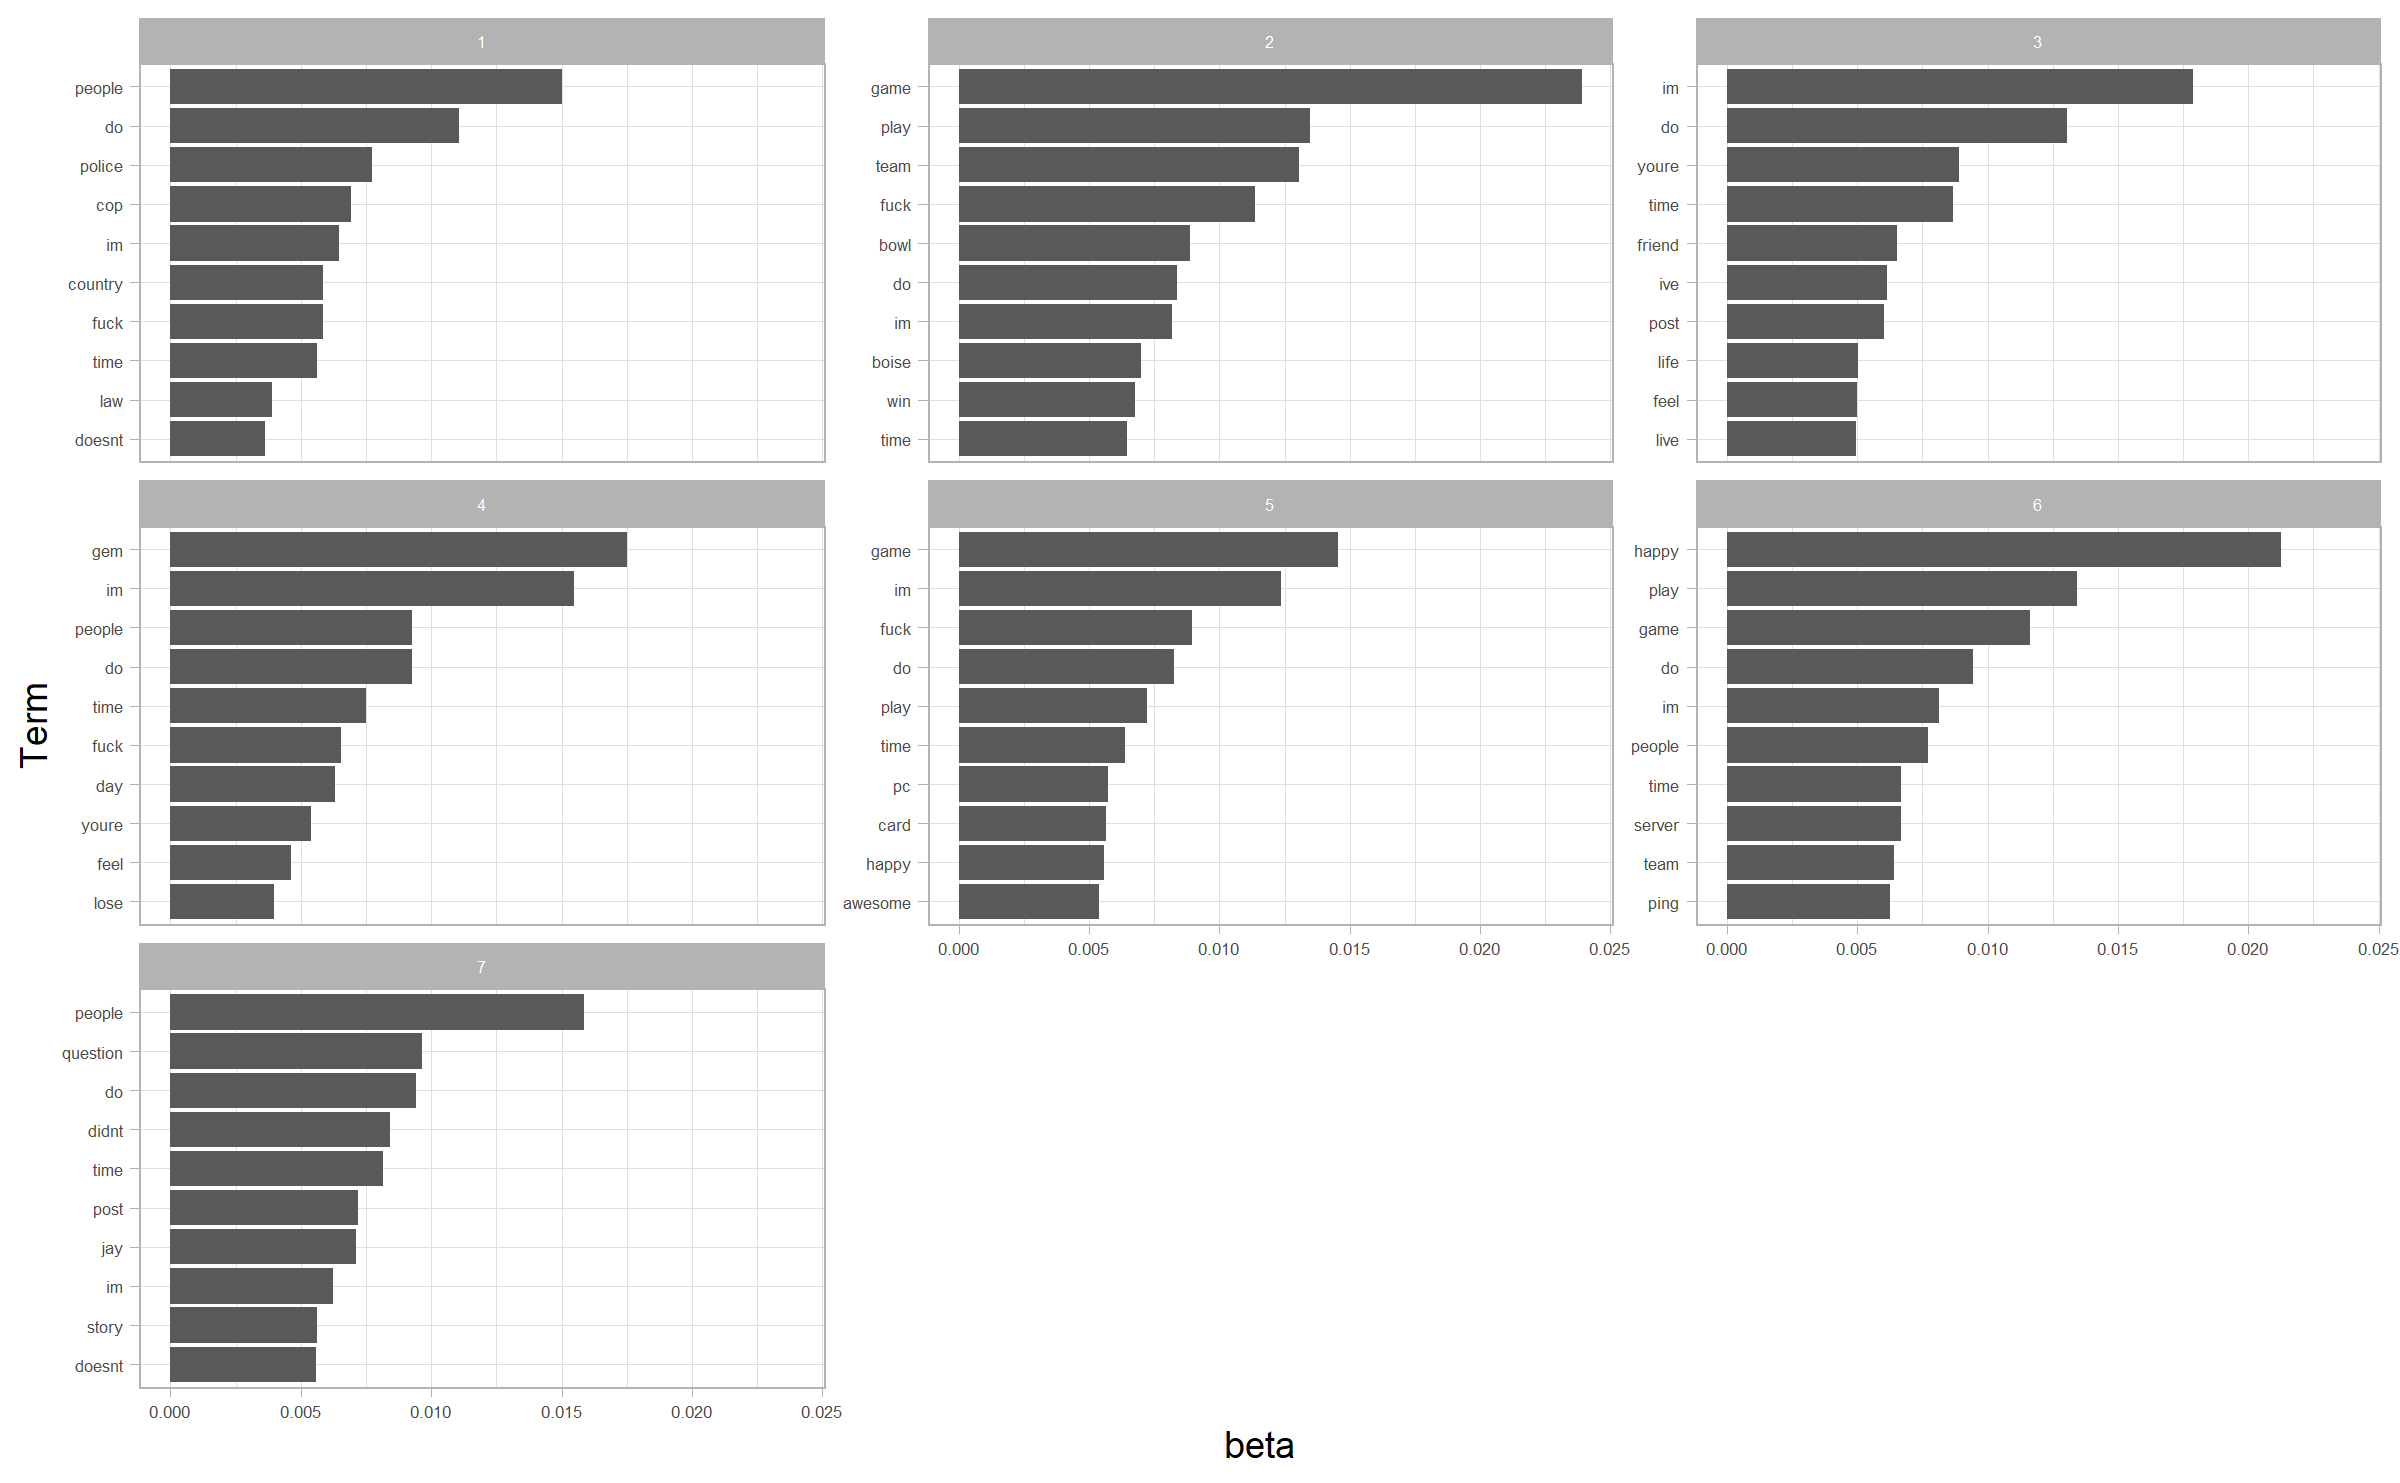 1
people
do
police
cop
im
country
fuck
time
law
doesnt
2
game
play
team
fuck
bowl
do
im
boise
win
time
3
im
do
youre
time
friend
ive
post
life
feel
live
4
gem
im
people
do
time
fuck
day
youre
feel
lose
5
game
im
fuck
do
play
time
pc
card
happy
awesome
0.000 0.005 0.010 0.015 0.020 0.025
6
happy
play
game
do
im
people
time
server
team
ping
0.000 0.005 0.010 0.015 0.020 0.025
7
people
question
do
didnt
time
post
jay
im
story
doesnt
0.000 0.005 0.010 0.015 0.020 0.025
Term
beta